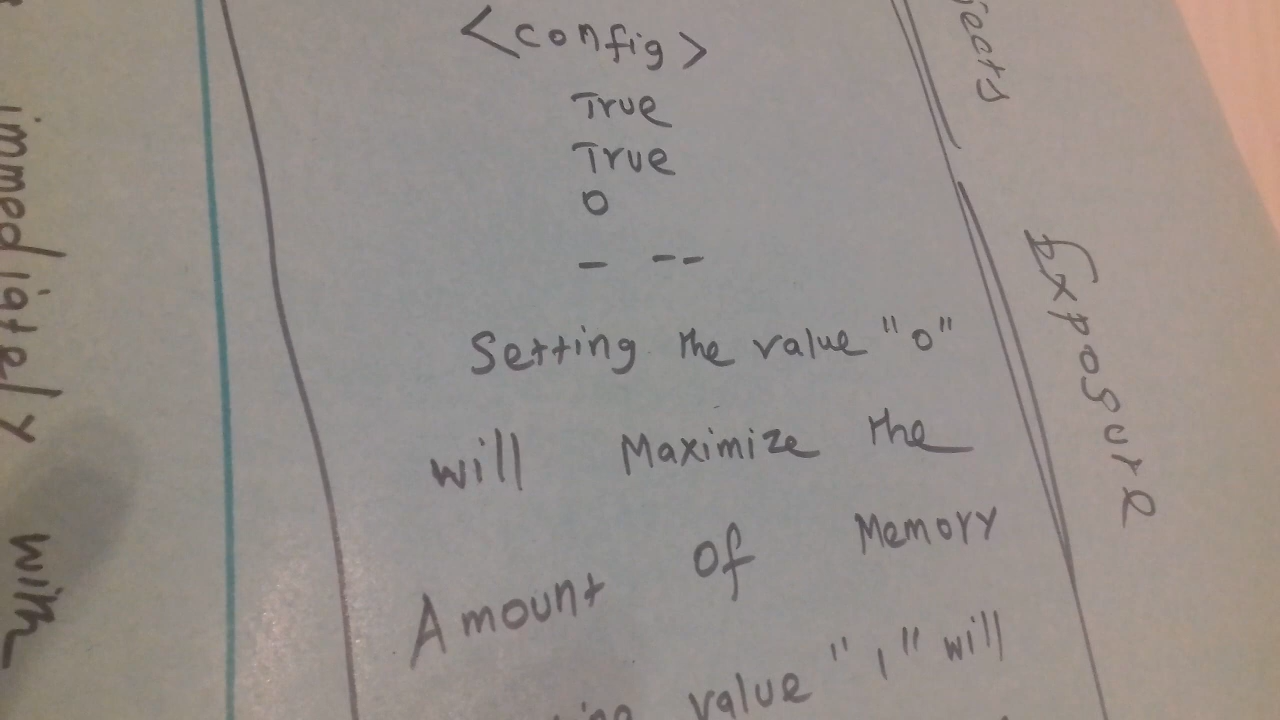 <config>
True
True
0
- --
Setting the value "0"
will Maximize the
Amount of Memory
value "1" will
Exposure
immediately with